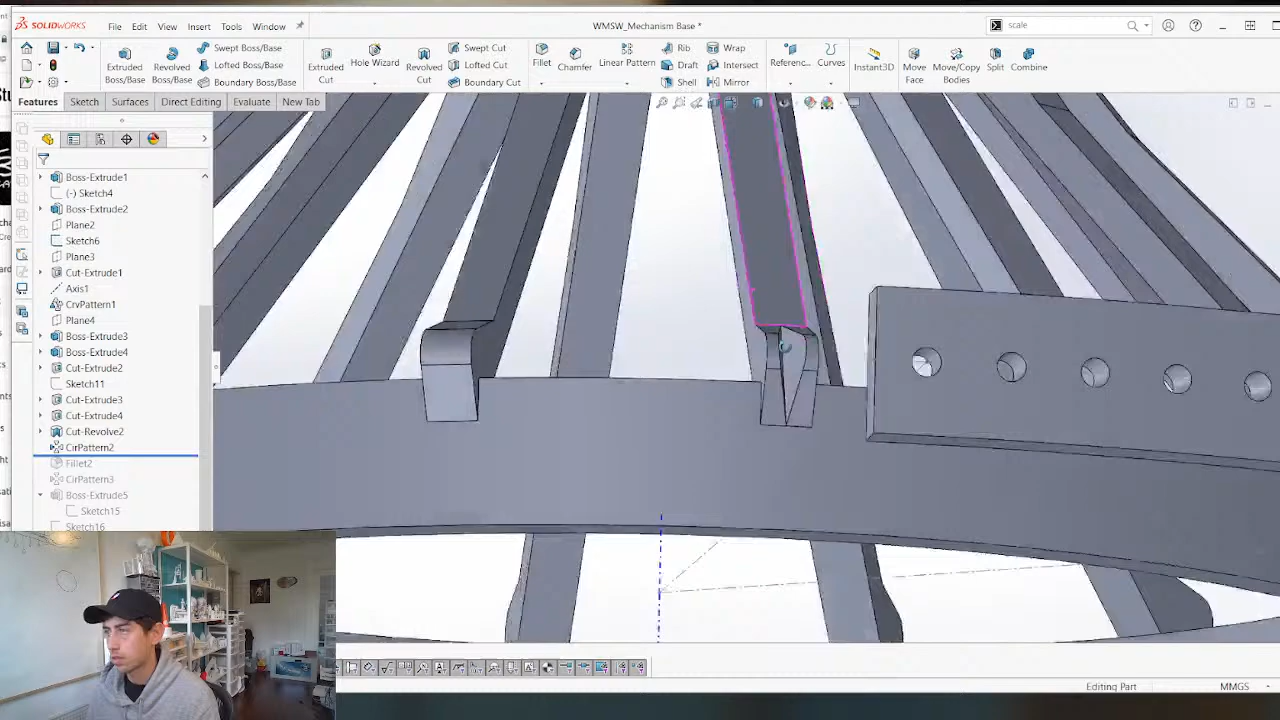 SOLIDWORKS
File Edit View Insert Tools Window
WMSW_Mechanism Base *
scale
Extruded Boss/Base
Revolved Boss/Base
Swept Boss/Base
Lofted Boss/Base
Boundary Boss/Base
Extruded Cut
Hole Wizard
Revolved Cut
Swept Cut
Lofted Cut
Boundary Cut
Fillet
Chamfer
Linear Pattern
Rib
Draft
Shell
Wrap
Intersect
Mirror
Referenc...
Curves
Instant3D
Move Face
Move/Copy Bodies
Split
Combine
Features Sketch Surfaces Direct Editing Evaluate New Tab
Boss-Extrude1
(-) Sketch4
Boss-Extrude2
Plane2
Sketch6
Plane3
Cut-Extrude1
Axis1
CrvPattern1
Plane4
Boss-Extrude3
Boss-Extrude4
Cut-Extrude2
Sketch11
Cut-Extrude3
Cut-Extrude4
Cut-Revolve2
CirPattern2
Fillet2
CirPattern3
Boss-Extrude5
Sketch15
Sketch16
Editing Part
MMGS